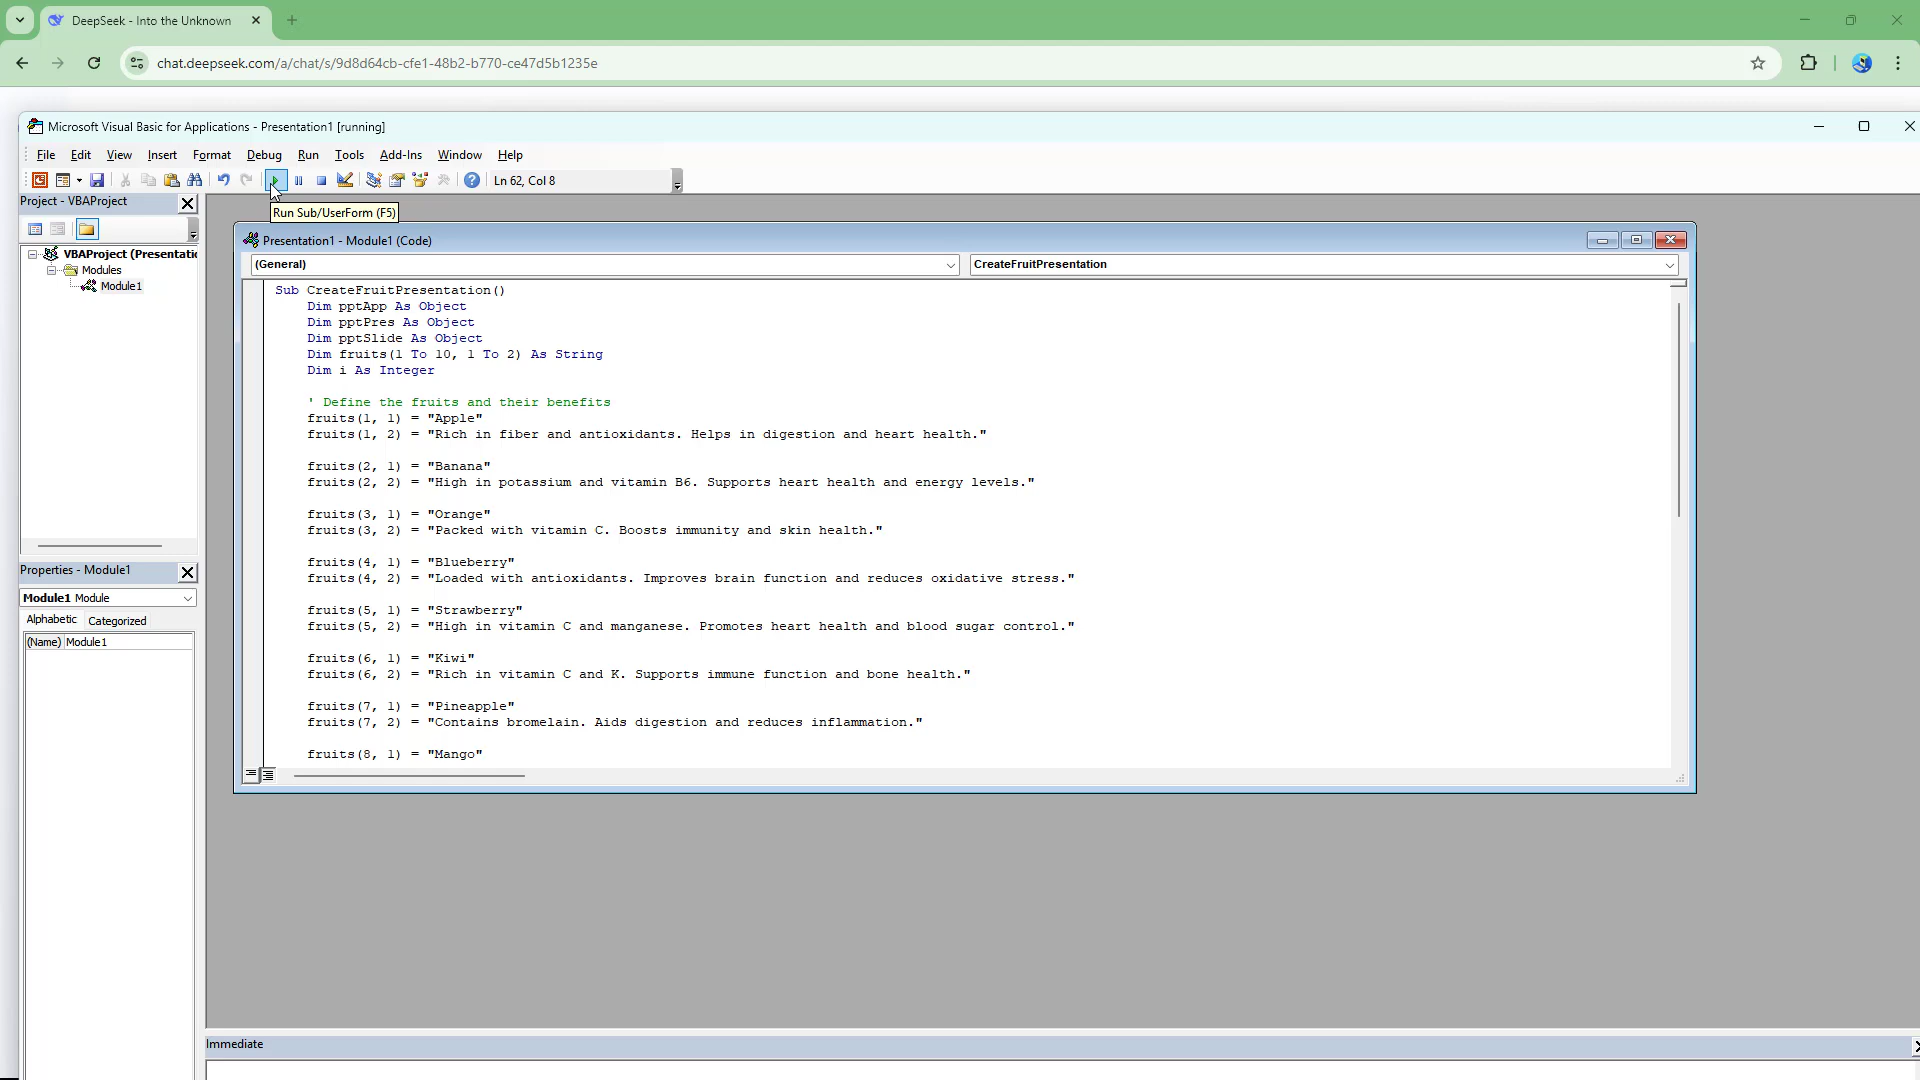 DeepSeek - Into the Unknown
chat.deepseek.com/a/chat/s/9d8d64cb-cfe1-48b2-b770-ce47d5b1235e
Microsoft Visual Basic for Applications - Presentation1 [running]
File Edit View Insert Format Debug Run Tools Add-Ins Window Help
Ln 62, Col 8
Project - VBAProject
Run Sub/UserForm (F5)
VBAProject (Presentatio
Modules
Module1
Properties - Module1
Module1 Module
Alphabetic Categorized
(Name) Module1
Presentation1 - Module1 (Code)
(General) CreateFruitPresentation
Sub CreateFruitPresentation()
Dim pptApp As Object
Dim pptPres As Object
Dim pptSlide As Object
Dim fruits(1 To 10, 1 To 2) As String
Dim i As Integer
' Define the fruits and their benefits
fruits(1, 1) = "Apple"
fruits(1, 2) = "Rich in fiber and antioxidants. Helps in digestion and heart health."
fruits(2, 1) = "Banana"
fruits(2, 2) = "High in potassium and vitamin B6. Supports heart health and energy levels."
fruits(3, 1) = "Orange"
fruits(3, 2) = "Packed with vitamin C. Boosts immunity and skin health."
fruits(4, 1) = "Blueberry"
fruits(4, 2) = "Loaded with antioxidants. Improves brain function and reduces oxidative stress."
fruits(5, 1) = "Strawberry"
fruits(5, 2) = "High in vitamin C and manganese. Promotes heart health and blood sugar control."
fruits(6, 1) = "Kiwi"
fruits(6, 2) = "Rich in vitamin C and K. Supports immune function and bone health."
fruits(7, 1) = "Pineapple"
fruits(7, 2) = "Contains bromelain. Aids digestion and reduces inflammation."
fruits(8, 1) = "Mango"
Immediate